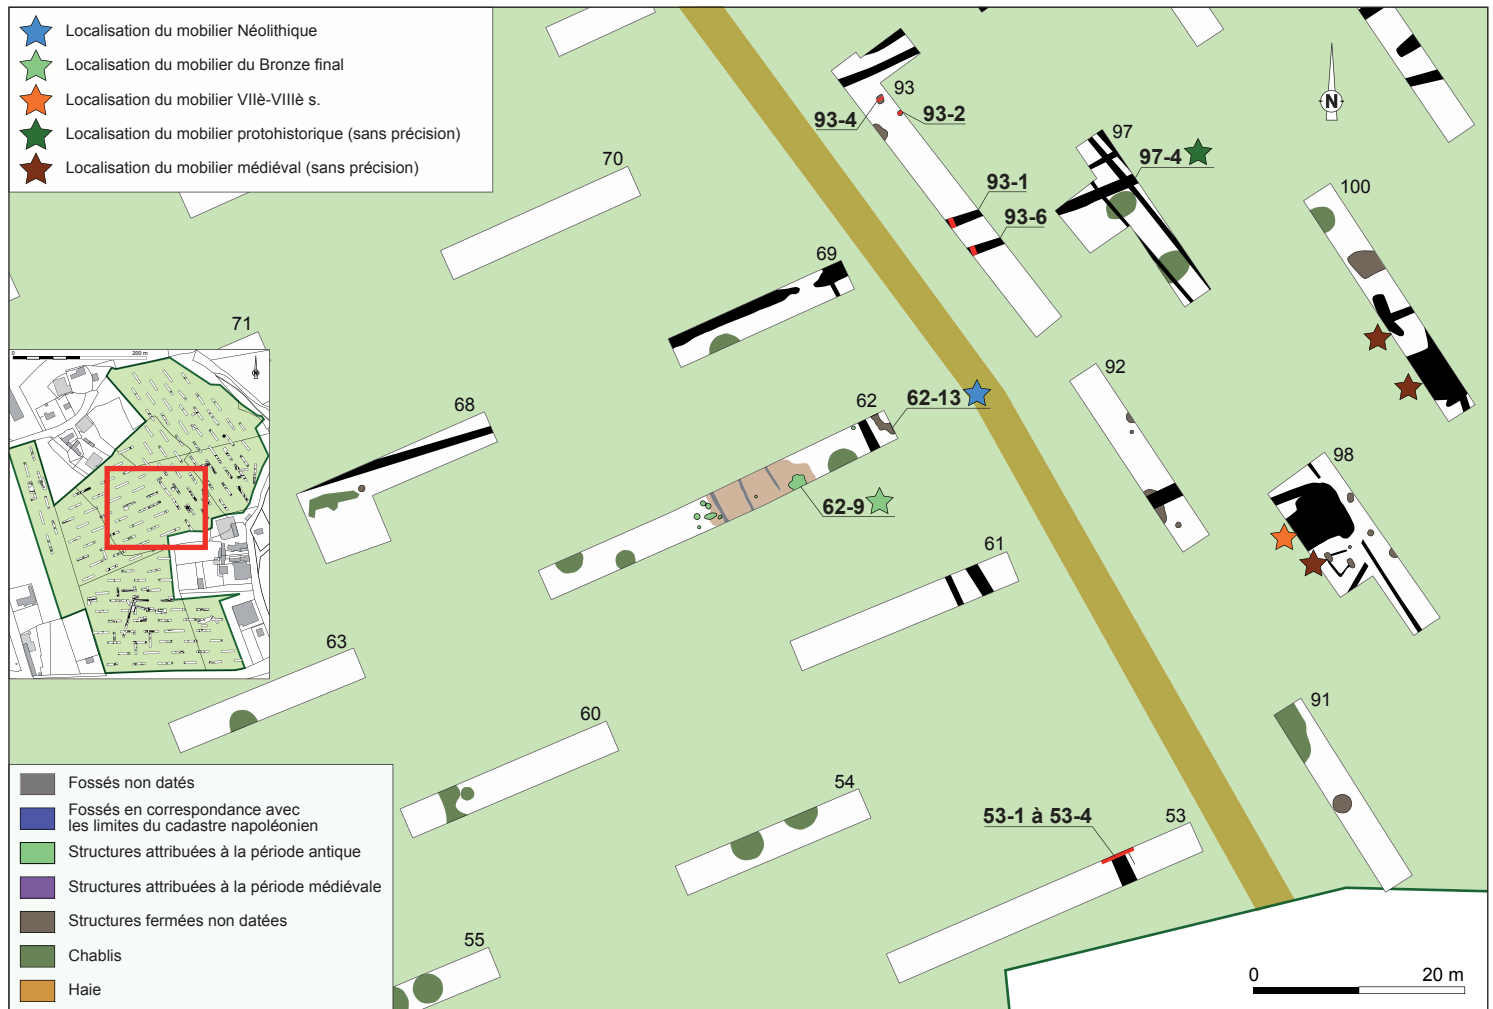 Localisation du mobilier Néolithique
Localisation du mobilier du Bronze final
Localisation du mobilier VIIè-VIIIè s.
Localisation du mobilier protohistorique (sans précision)
Localisation du mobilier médiéval (sans précision)
N
93
93-4
93-2
97
97-4
70
93-1
93-6
100
69
71
0
200 m
N
92
62
62-13
68
98
62-9
61
63
91
60
54
53-1 à 53-4
53
55
Fossés non datés
Fossés en correspondance avec
les limites du cadastre napoléonien
Structures attribuées à la période antique
Structures attribuées à la période médiévale
Structures fermées non datées
Chablis
Haie
0
20 m